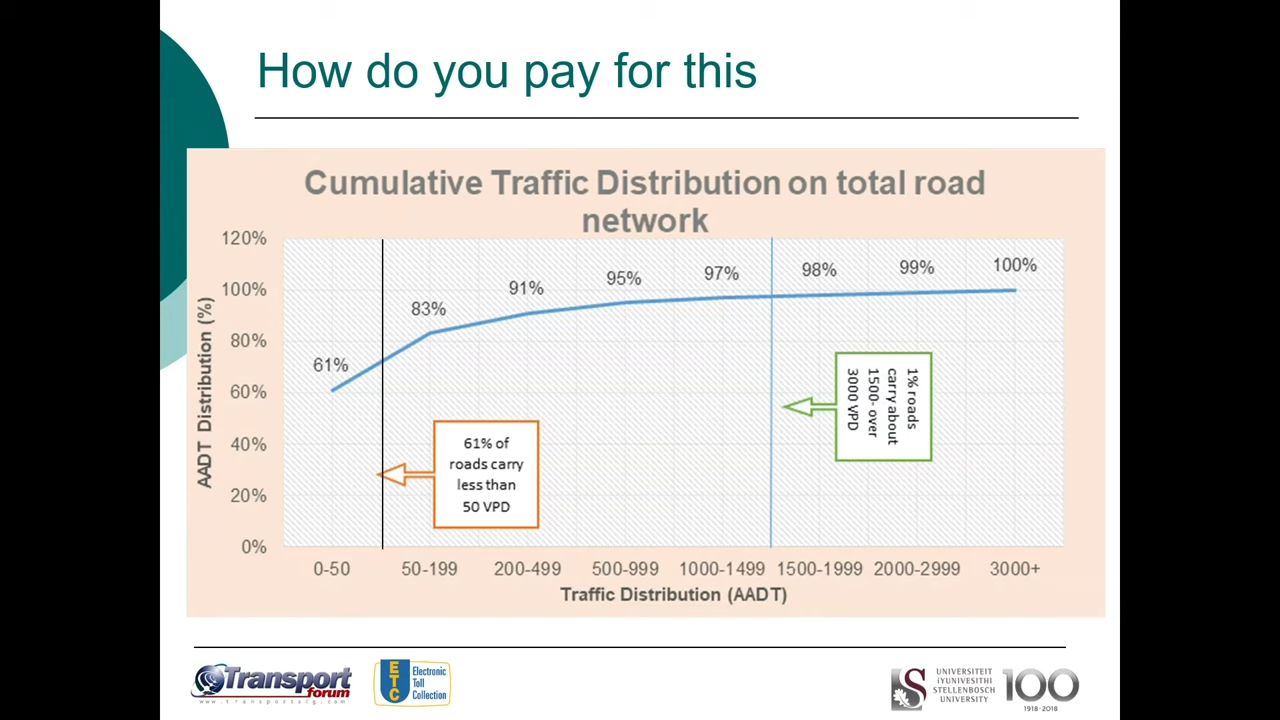 How do you pay for this
Cumulative Traffic Distribution on total road
network
120%
100%
80%
60%
40%
20%
0%
AADT Distribution (%)
61%
83%
91%
95%
97%
98%
99%
100%
61% of
roads carry
less than
50 VPD
1% roads
carry about
1500- over
3000 VPD
0-50
50-199
200-499
500-999
1000-1499
1500-1999
2000-2999
3000+
Traffic Distribution (AADT)
Transport
forum
www.transportsig.com
ETC
Electronic
Toll
Collection
S
UNIVERSITEIT
iYUNIVESITHI
STELLENBOSCH
UNIVERSITY
100
1918·2018